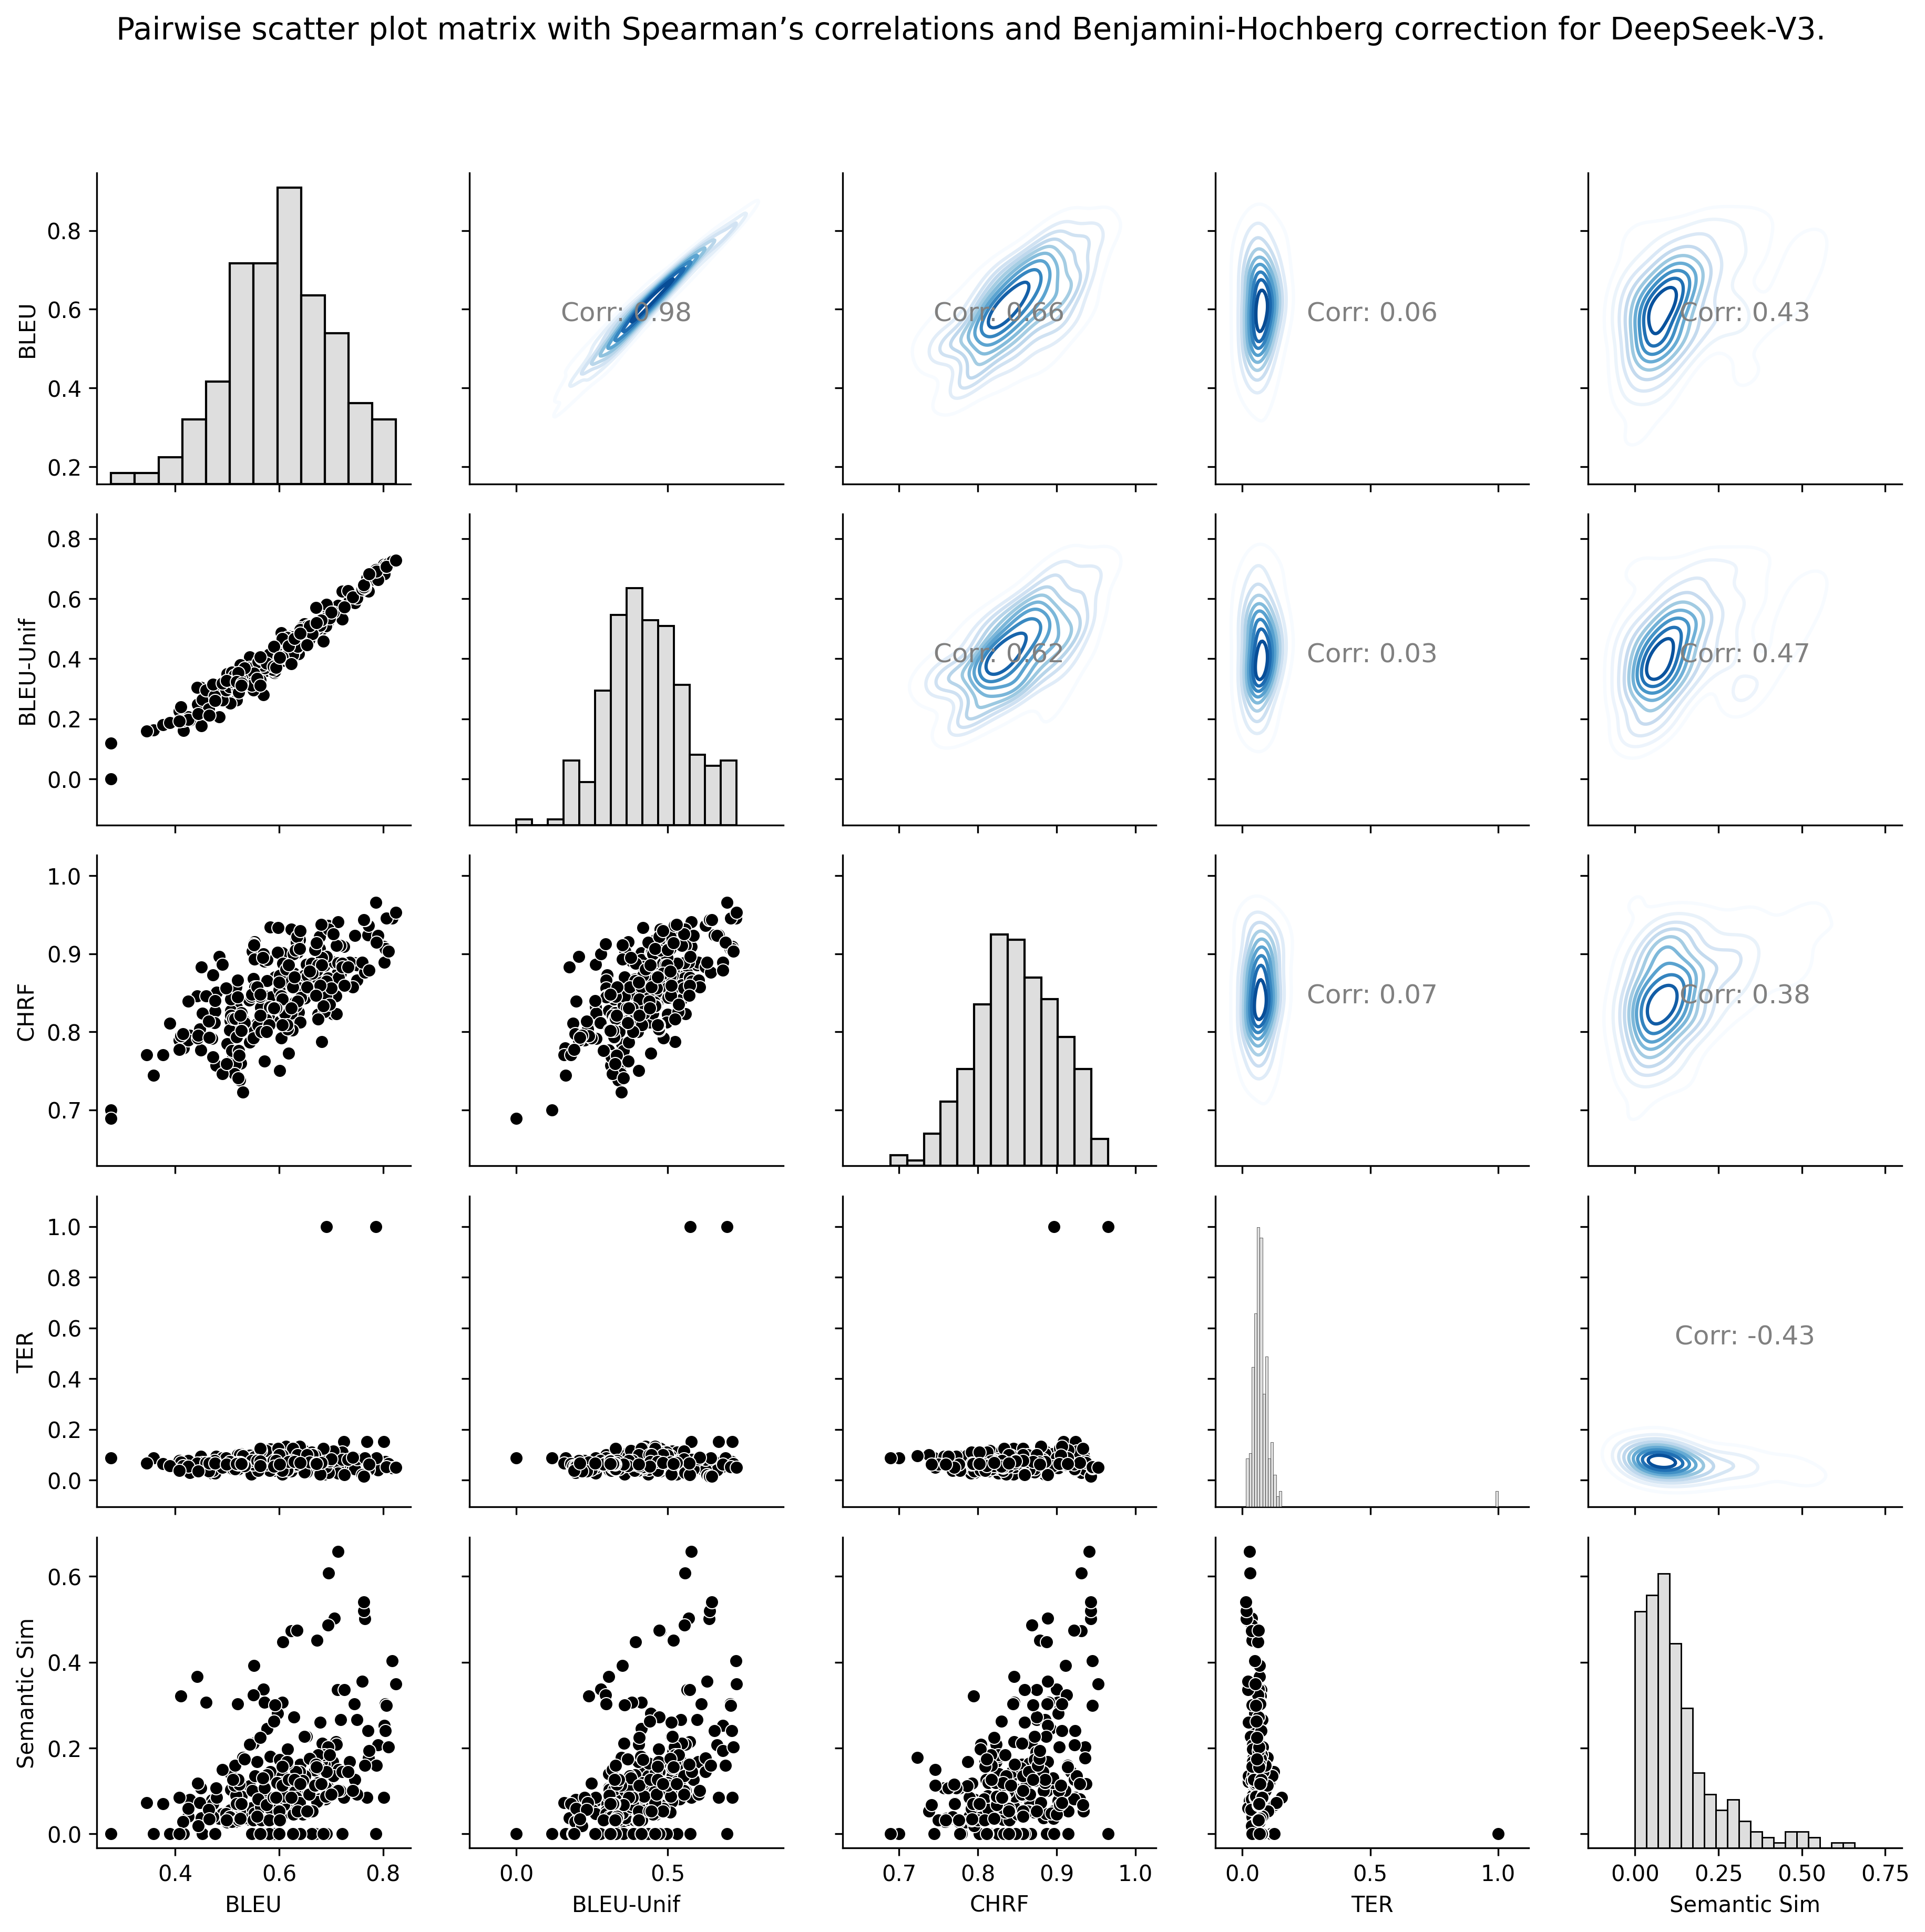 Pairwise scatter plot matrix with Spearman’s correlations and Benjamini-Hochberg correction for DeepSeek-V3.
BLEU
0.8
0.6
0.4
0.2
Corr: 0.98
Corr: 0.66
Corr: 0.06
Corr: 0.43
BLEU-Unif
0.8
0.6
0.4
0.2
0.0
Corr: 0.62
Corr: 0.03
Corr: 0.47
CHRF
1.0
0.9
0.8
0.7
Corr: 0.07
Corr: 0.38
TER
1.0
0.8
0.6
0.4
0.2
0.0
Corr: -0.43
Semantic Sim
0.6
0.4
0.2
0.0
0.4 0.6 0.8
0.0 0.5
0.7 0.8 0.9 1.0
0.0 0.5 1.0
0.00 0.25 0.50 0.75
BLEU
BLEU-Unif
CHRF
TER
Semantic Sim